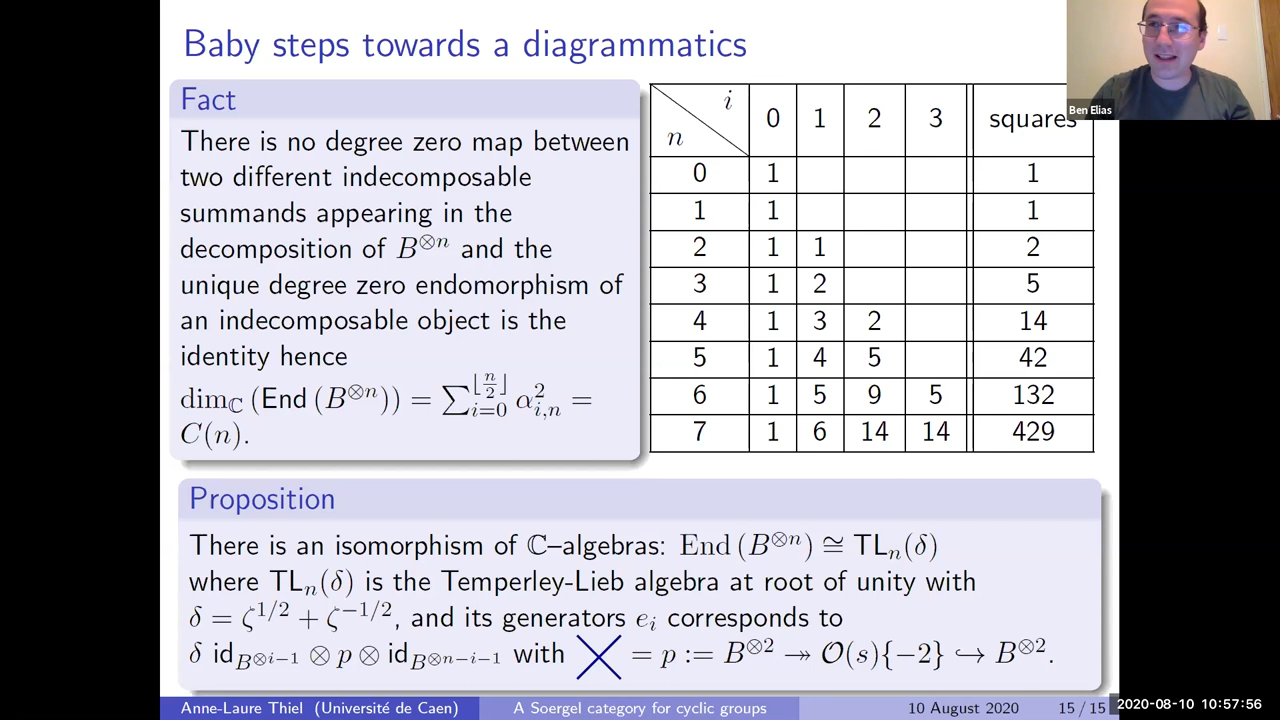 Baby steps towards a diagrammatics
Fact
There is no degree zero map between
two different indecomposable
summands appearing in the
decomposition of B^{⊗n} and the
unique degree zero endomorphism of
an indecomposable object is the
identity hence
dim_ℂ (End (B^{⊗n})) = ∑_{i=0}^{⌊n/2⌋} α_{i,n}^2 =
C(n).
n i 0 1 2 3 squares
0 1 1
1 1 1
2 1 1 2
3 1 2 5
4 1 3 2 14
5 1 4 5 42
6 1 5 9 5 132
7 1 6 14 14 429
Ben Elias
Proposition
There is an isomorphism of ℂ–algebras: End (B^{⊗n}) ≅ TL_n(δ)
where TL_n(δ) is the Temperley-Lieb algebra at root of unity with
δ = ζ^{1/2} + ζ^{−1/2}, and its generators e_i corresponds to
δ id_{B^{⊗i−1}} ⊗ p ⊗ id_{B^{⊗n−i−1}} with = p := B^{⊗2} ↠ O(s){−2} ↪ B^{⊗2}.
Anne-Laure Thiel (Université de Caen) A Soergel category for cyclic groups 10 August 2020 15 / 15
2020-08-10 10:57:56